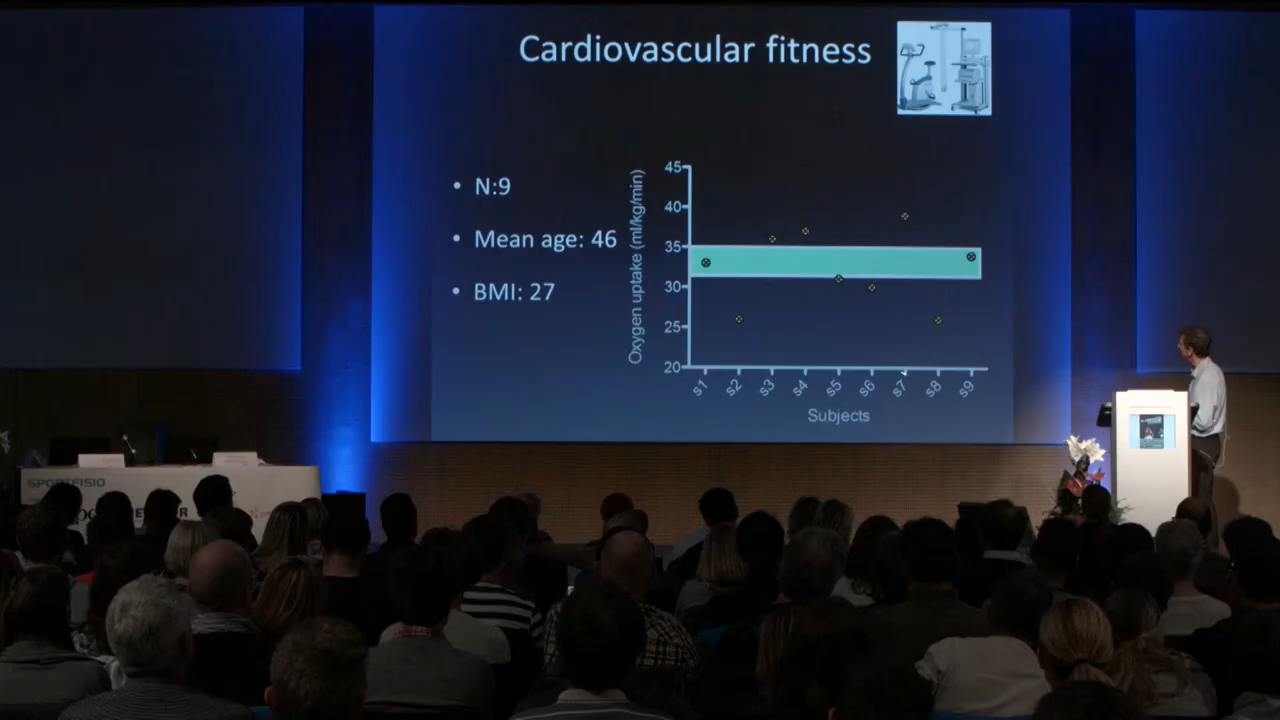 Cardiovascular fitness
• N:9
• Mean age: 46
• BMI: 27
Oxygen uptake (ml/kg/min)
45
40
35
30
25
20
s1 s2 s3 s4 s5 s6 s7 s8 s9
Subjects
SPORTFISIO